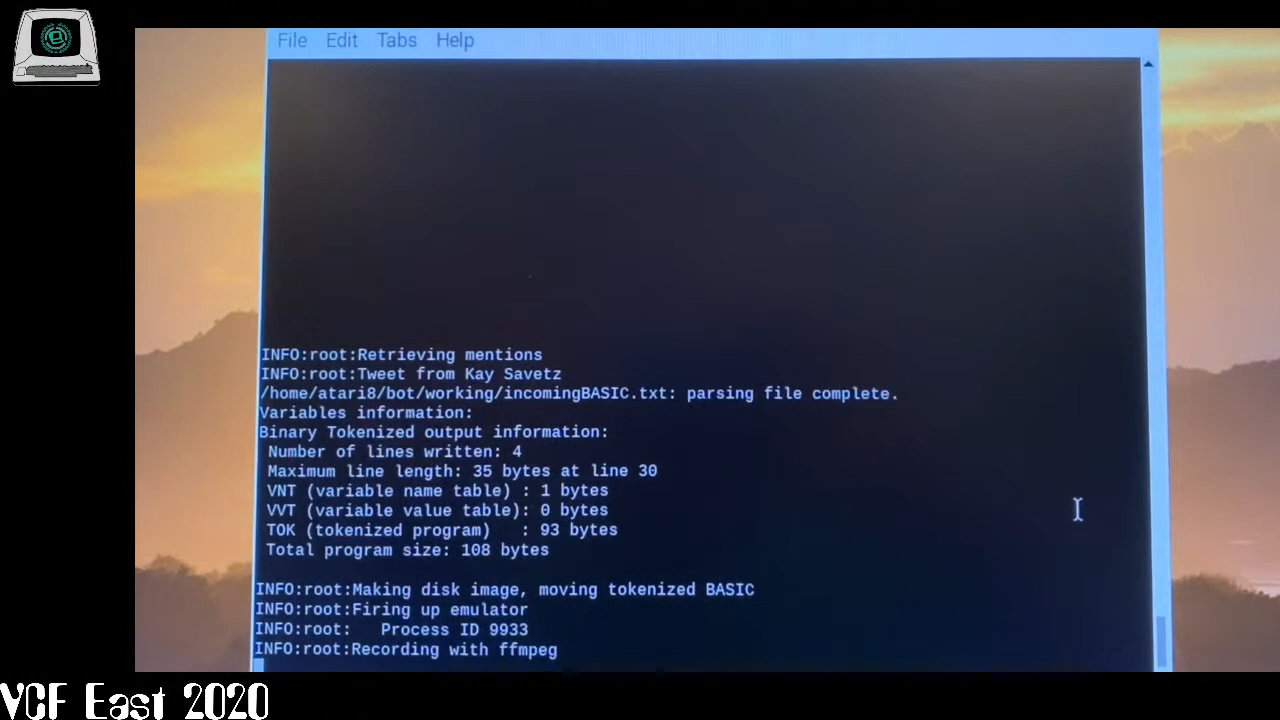 File Edit Tabs Help
INFO:root:Retrieving mentions
INFO:root:Tweet from Kay Savetz
/home/atari8/bot/working/incomingBASIC.txt: parsing file complete.
Variables information:
Binary Tokenized output information:
Number of lines written: 4
Maximum line length: 35 bytes at line 30
VNT (variable name table) : 1 bytes
VVT (variable value table): 0 bytes
TOK (tokenized program)   : 93 bytes
Total program size: 108 bytes
INFO:root:Making disk image, moving tokenized BASIC
INFO:root:Firing up emulator
INFO:root:   Process ID 9933
INFO:root:Recording with ffmpeg
VCF East 2020